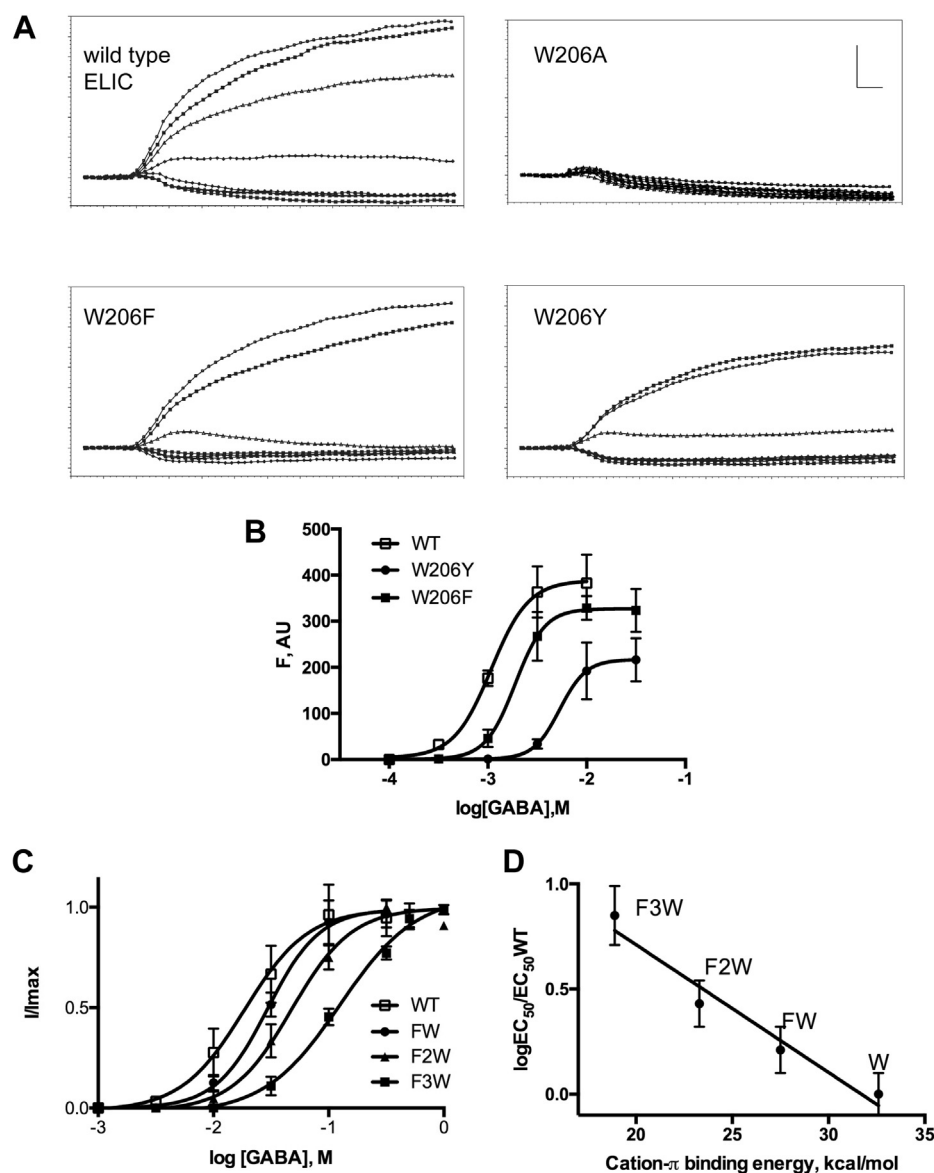 A
wild type
ELIC
W206A
W206F
W206Y
B
500
400
300
200
100
0
F, AU
WT
W206Y
W206F
-4
-3
-2
-1
log[GABA],M
C
1.0
0.5
0.0
I/Imax
WT
FW
F2W
F3W
-3
-2
-1
0
log [GABA], M
D
1.0
0.5
0.0
logEC₅₀/EC₅₀WT
F3W
F2W
FW
W
20
25
30
35
Cation-π binding energy, kcal/mol